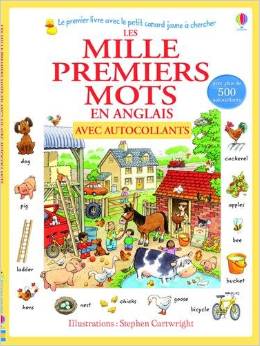 Le premier livre avec le petit canard jaune à chercher
LES
MILLE
PREMIERS
MOTS
EN ANGLAIS
AVEC AUTOCOLLANTS
avec plus de
500
autocollants
dog
cockerel
pig
apples
ladder
bee
hens
nest
chicks
goose
bicycle
Illustrations : Stephen Cartwright